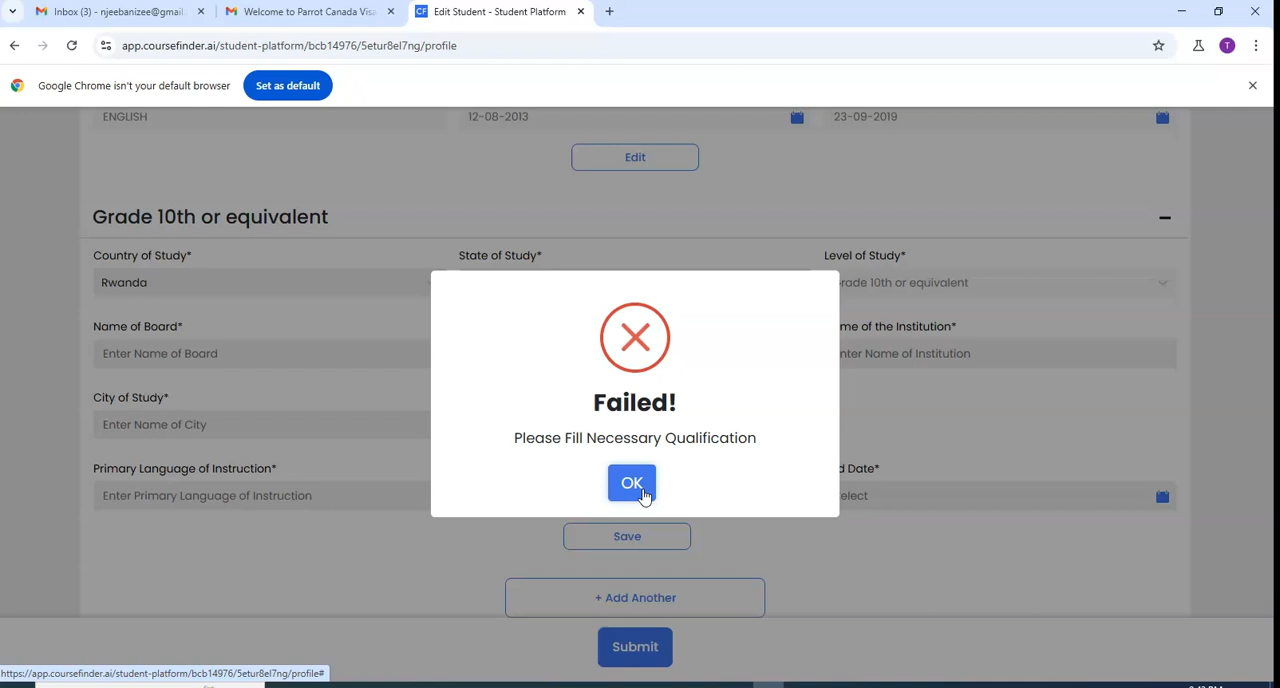 Inbox (3) - njeebanizee@gmail
Welcome to Parrot Canada Visa
CF Edit Student - Student Platform
app.coursefinder.ai/student-platform/bcb14976/5etur8el7ng/profile
T
Google Chrome isn't your default browser
Set as default
ENGLISH
12-08-2013
23-09-2019
Edit
Grade 10th or equivalent
Country of Study*
State of Study*
Level of Study*
Rwanda
rade 10th or equivalent
Name of Board*
me of the Institution*
Enter Name of Board
nter Name of Institution
City of Study*
Enter Name of City
Primary Language of Instruction*
d Date*
Enter Primary Language of Instruction
elect
Failed!
Please Fill Necessary Qualification
OK
Save
+ Add Another
Submit
https://app.coursefinder.ai/student-platform/bcb14976/5etur8el7ng/profile#